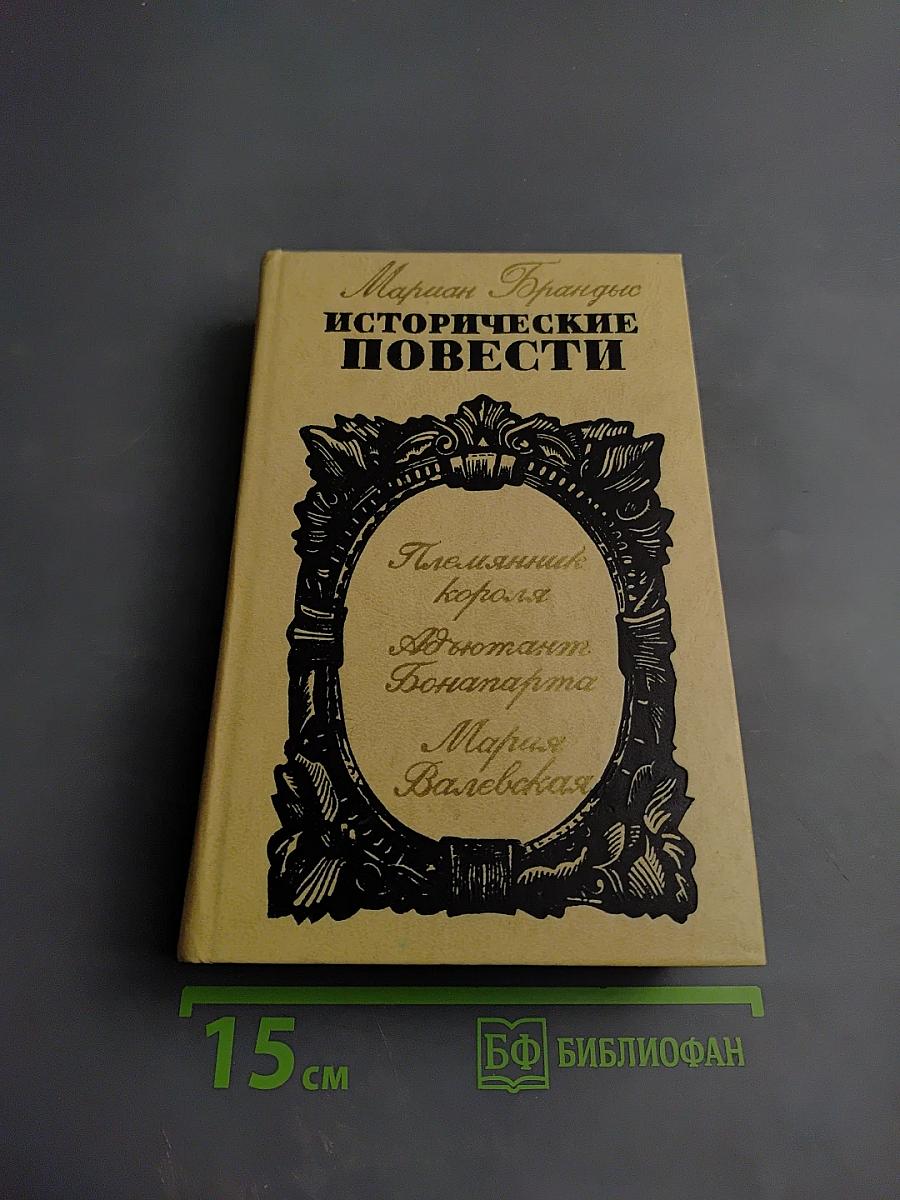 Мариан Брандыс
ИСТОРИЧЕСКИЕ
ПОВЕСТИ
Племянник
короля
Адъютант
Бонапарта
Мария
Валевская
15 см
БФ БИБЛИОФАН